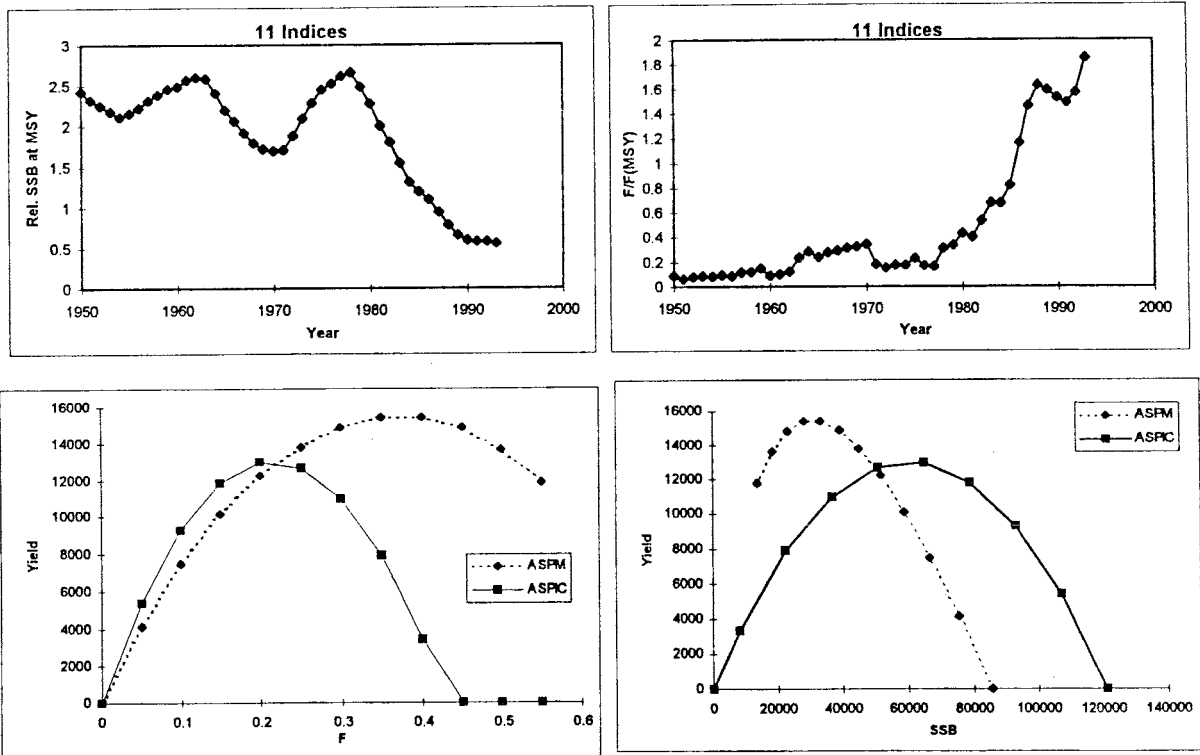 11 Indices
3
2.5
2
1.5
1
0.5
0
Rel. SSB at MSY
1950 1960 1970 1980 1990 2000
Year
11 Indices
2
1.8
1.6
1.4
1.2
1
0.8
0.6
0.4
0.2
0
F/F(MSY)
1950 1960 1970 1980 1990 2000
Year
16000
14000
12000
10000
8000
6000
4000
2000
0
Yield
ASPM
ASPIC
0 0.1 0.2 0.3 0.4 0.5 0.6
F
16000
14000
12000
10000
8000
6000
4000
2000
0
Yield
ASPM
ASPIC
0 20000 40000 60000 80000 100000 120000 140000
SSB